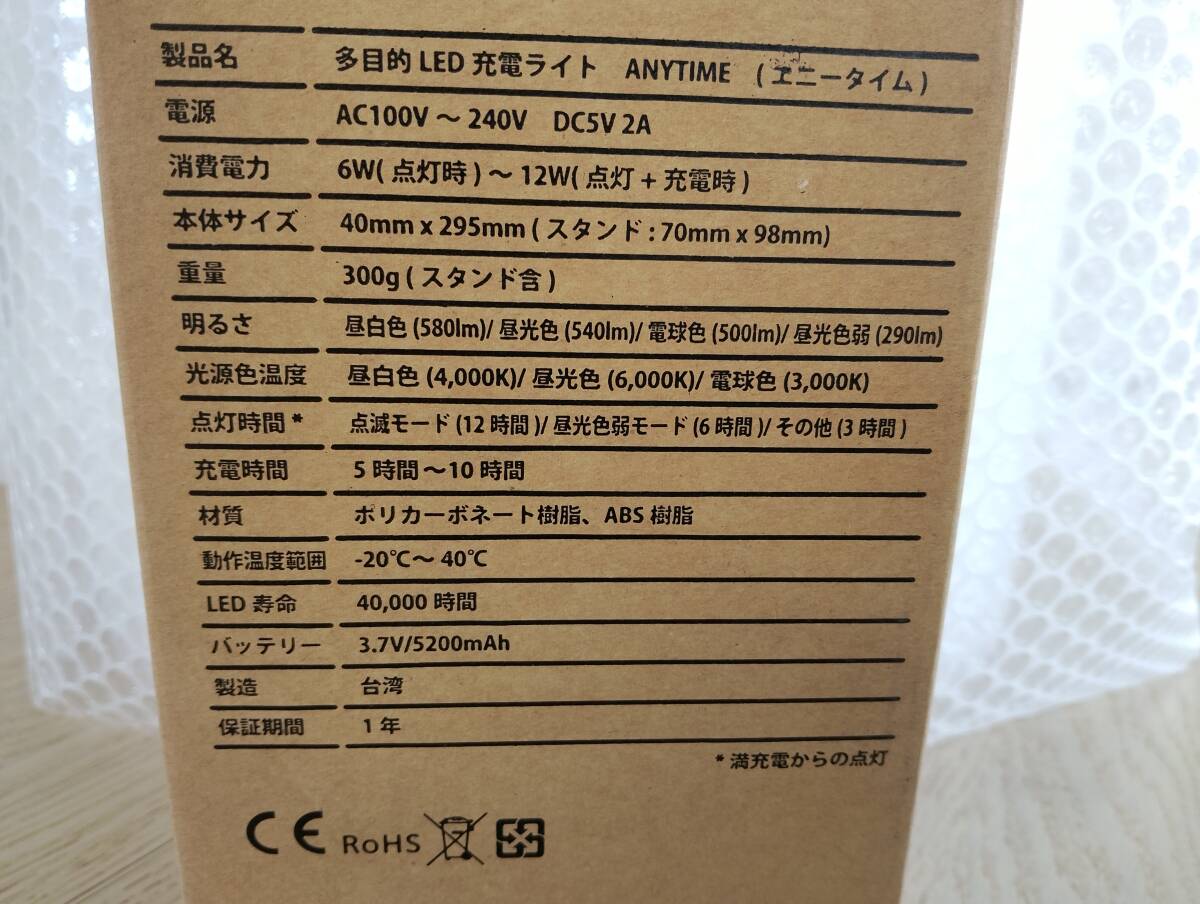 製品名 多目的 LED 充電ライト ANYTIME (エニータイム)
電源 AC100V ~ 240V DC5V 2A
消費電力 6W( 点灯時 ) ~ 12W( 点灯 + 充電時 )
本体サイズ 40mm x 295mm ( スタンド : 70mm x 98mm)
重量 300g ( スタンド含 )
明るさ 昼白色 (580lm)/ 昼光色 (540lm)/ 電球色 (500lm)/ 昼光色弱 (290lm)
光源色温度 昼白色 (4,000K)/ 昼光色 (6,000K)/ 電球色 (3,000K)
点灯時間 * 点滅モード (12 時間 )/ 昼光色弱モード (6 時間 )/ その他 (3 時間 )
充電時間 5 時間 ~10 時間
材質 ポリカーボネート樹脂、ABS 樹脂
動作温度範囲 -20℃~ 40℃
LED 寿命 40,000 時間
バッテリー 3.7V/5200mAh
製造 台湾
保証期間 1 年
* 満充電からの点灯
CE RoHS